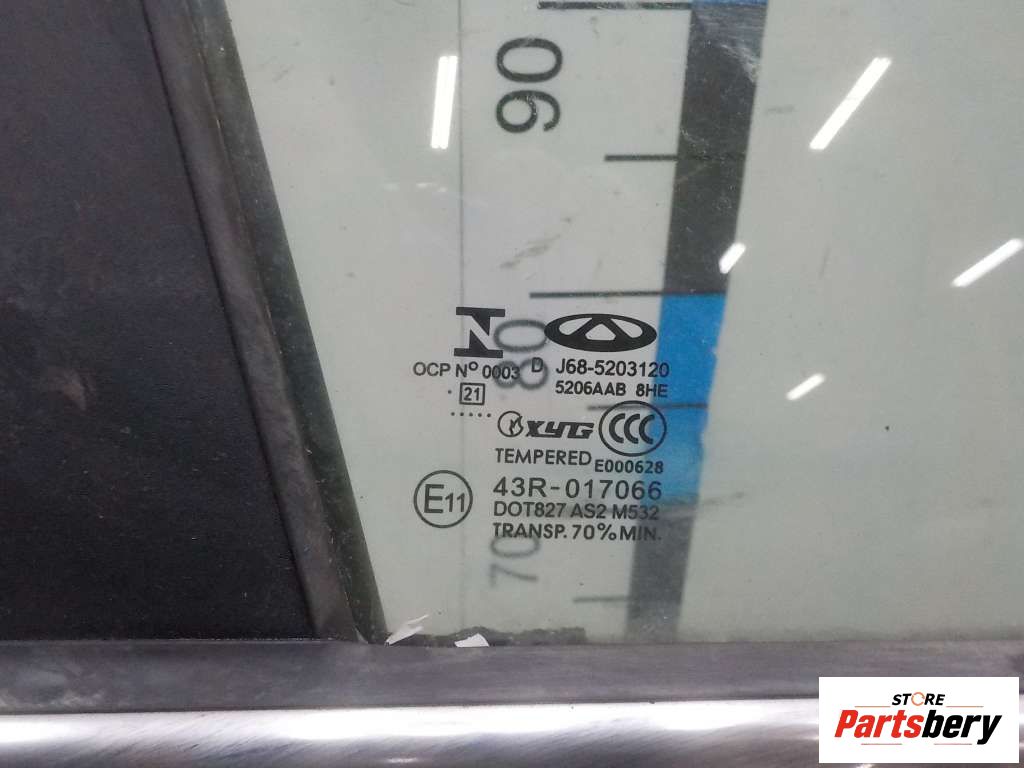 90
80
70
N
OCP Nº 0003
D J68-5203120
5206AAB 8HE
21
XYG
CCC
TEMPERED E000628
E11
43R-017066
DOT827 AS2 M532
TRANSP. 70% MIN.
STORE
Partsbery